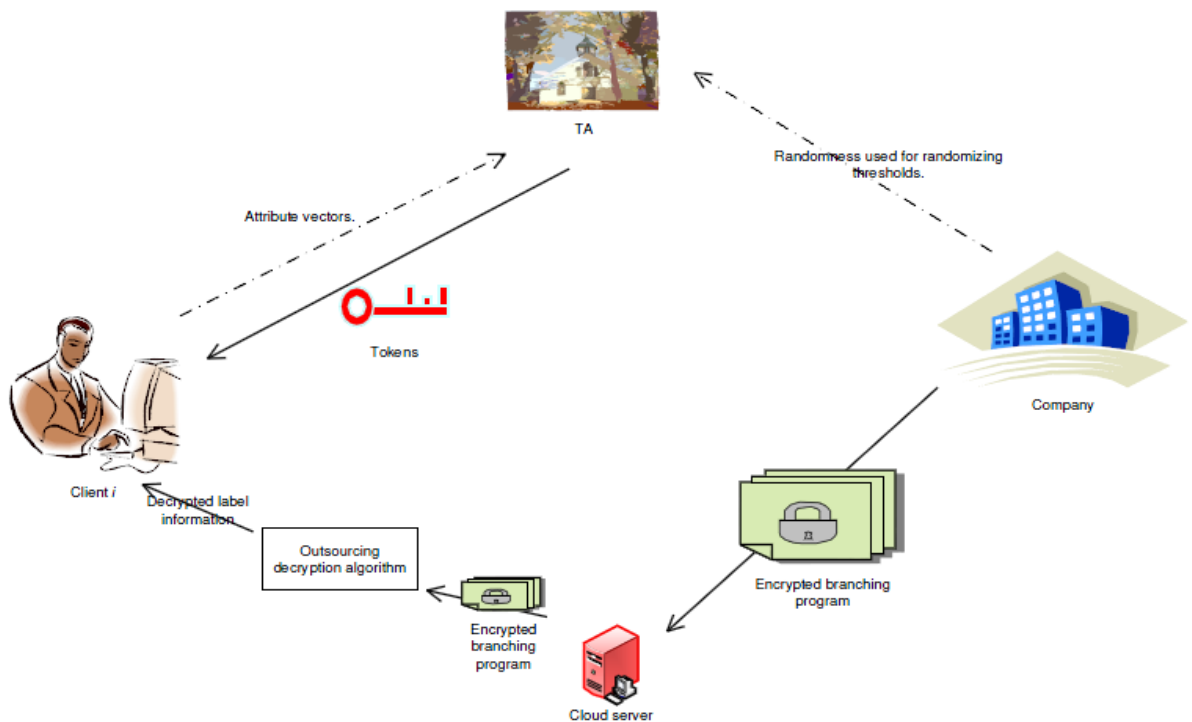 TA
Randomness used for randomizing
thresholds.
Attribute vectors.
Tokens
Company
Client i
Decrypted label
information
Outsourcing
decryption algorithm
Encrypted branching
program
Encrypted
branching
program
Cloud server